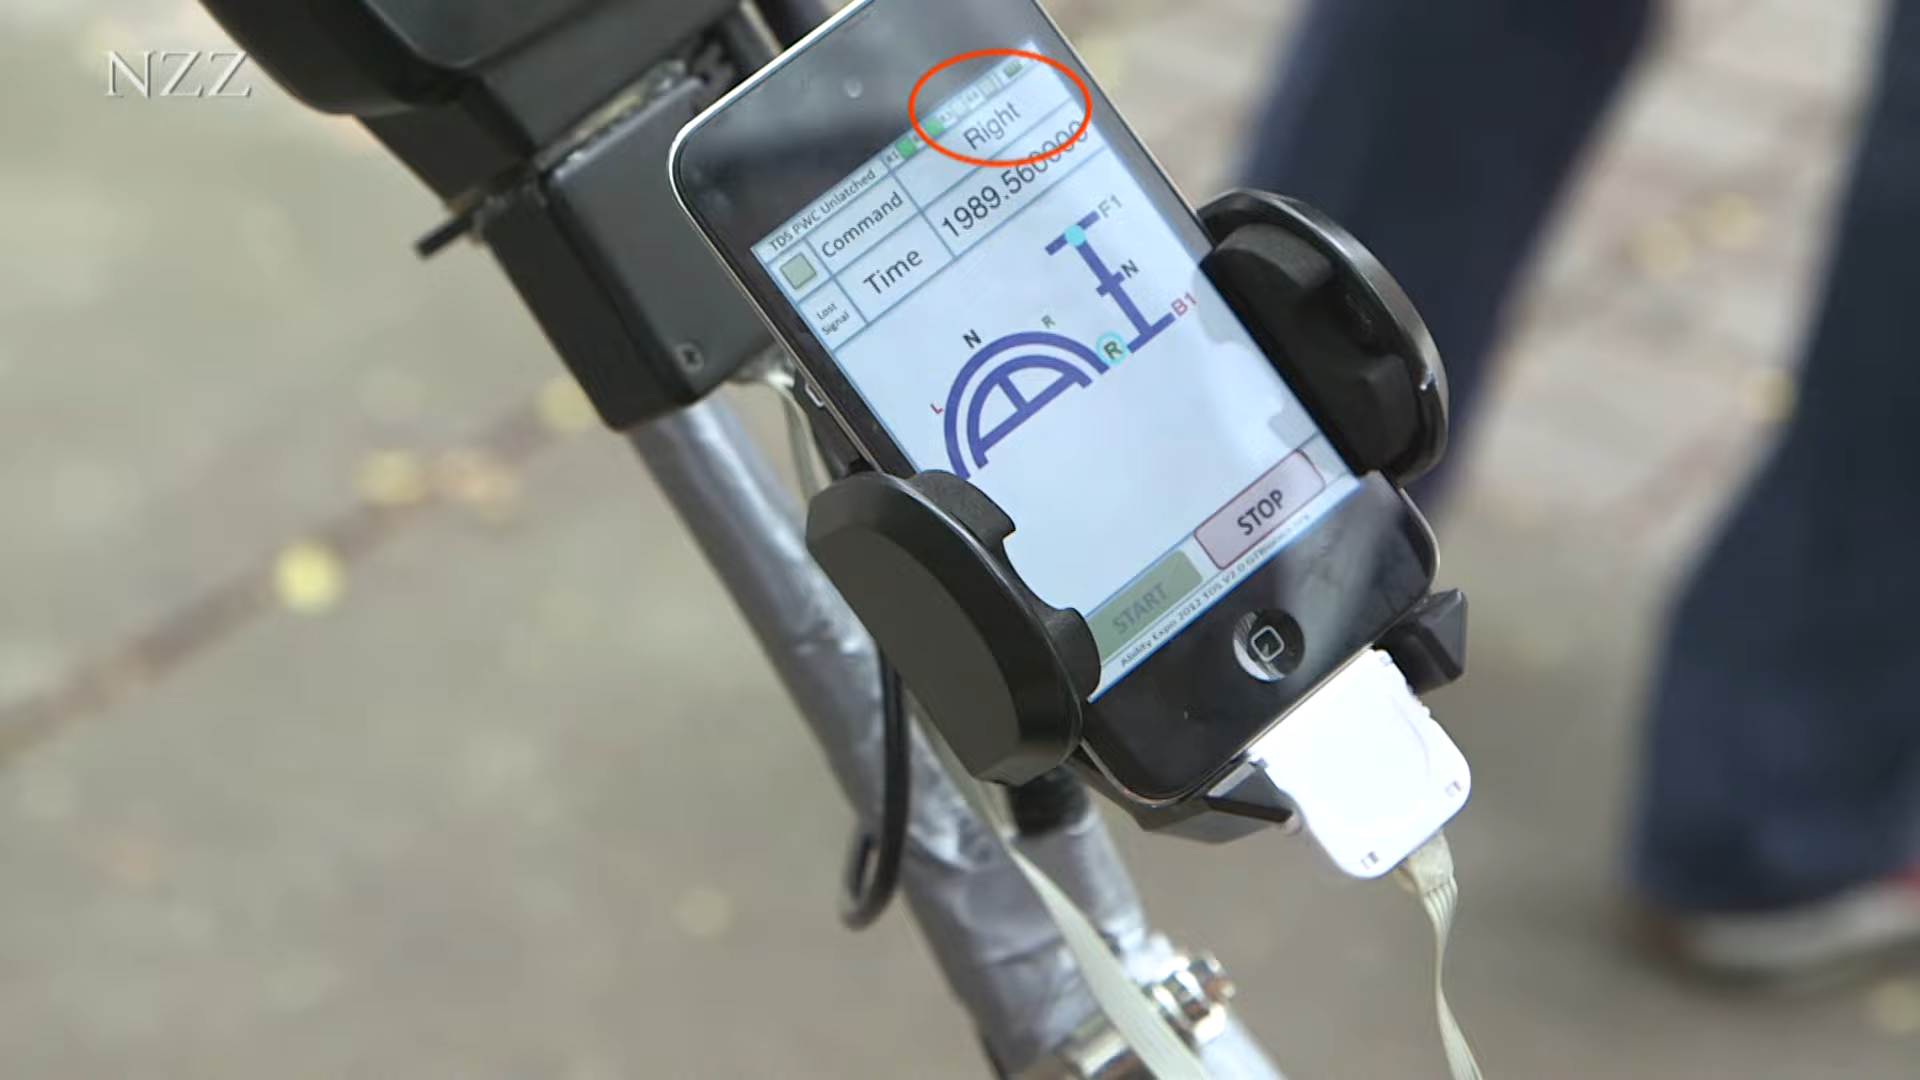 NZZ
TDS PWC Unlatched
Command Right
Lost Signal
Time 1989.560000
F1
N
B1
N
R
R
L
STOP
START
Ability Expo 2012 TDS V2.0